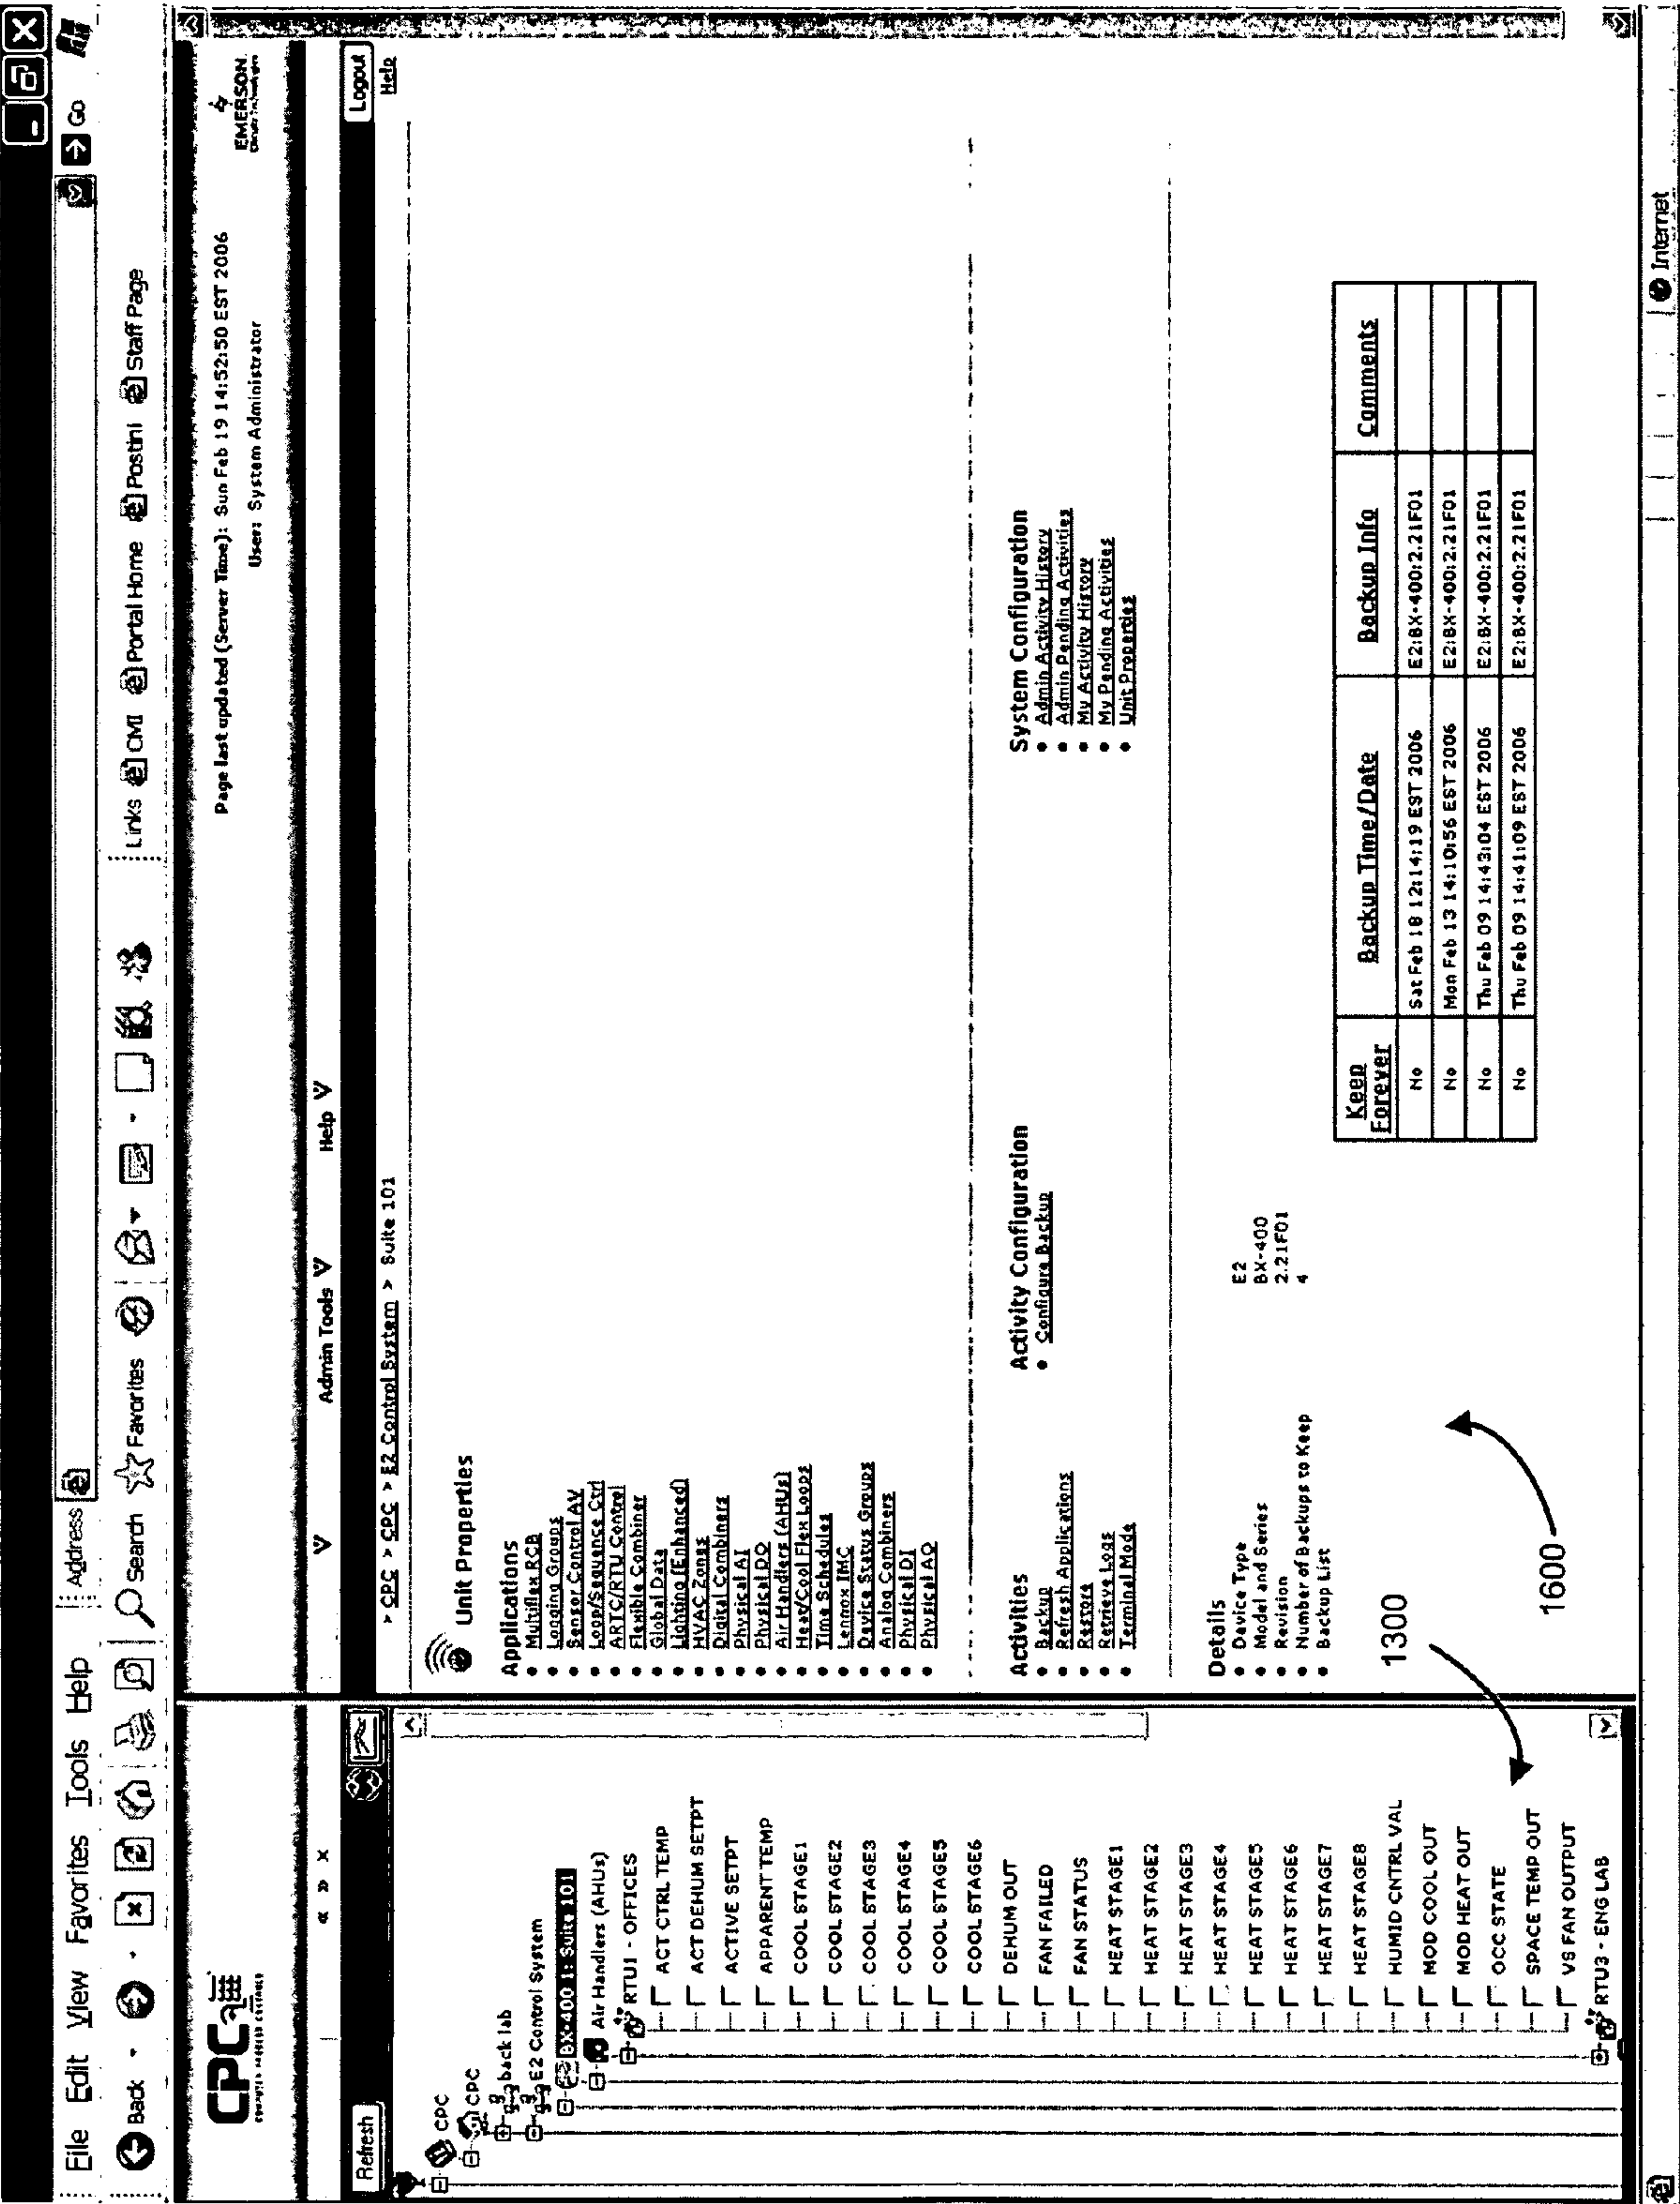 File Edit View Favorites Tools Help
Back Search Favorites
Address Go
Links CMI Portal Home Postini Staff Page
CPC
Page last updated (Server Time): Sun Feb 19 14:52:50 EST 2006
User: System Administrator
EMERSON.
« » x
Admin Tools Help
Refresh
Logout
> CPC > CPC > E2 Control System > Suite 101
Help
CPC
CPC
back lab
E2 Control System
BX-400 1: Suite 101
Air Handlers (AHUs)
RTU1 - OFFICES
ACT CTRL TEMP
ACT DEHUM SETPT
ACTIVE SETPT
APPARENT TEMP
COOL STAGE1
COOL STAGE2
COOL STAGE3
COOL STAGE4
COOL STAGE5
COOL STAGE6
DEHUM OUT
FAN FAILED
FAN STATUS
HEAT STAGE1
HEAT STAGE2
HEAT STAGE3
HEAT STAGE4
HEAT STAGE5
HEAT STAGE6
HEAT STAGE7
HEAT STAGE8
HUMID CNTRL VAL
MOD COOL OUT
MOD HEAT OUT
OCC STATE
SPACE TEMP OUT
VS FAN OUTPUT
RTU3 - ENG LAB
Unit Properties
Applications
• Multiflex RCB
• Logging Groups
• Sensor Control AV
• Loop/Sequence Ctrl
• ARTC/RTU Control
• Flexible Combiner
• Global Data
• Lighting (Enhanced)
• HVAC Zones
• Digital Combiners
• Physical AI
• Physical DO
• Air Handlers (AHUs)
• Heat/Cool Flex Loops
• Time Schedules
• Lennox IMC
• Device Status Groups
• Analog Combiners
• Physical DI
• Physical AO
Activities
• Backup
• Refresh Applications
• Restore
• Retrieve Logs
• Terminal Mode
Activity Configuration
• Configure Backup
System Configuration
• Admin Activity History
• Admin Pending Activities
• My Activity History
• My Pending Activities
• Unit Properties
Details
• Device Type E2
• Model and Series BX-400
• Revision 2.21F01
• Number of Backups to Keep 4
• Backup List
Keep Forever Backup Time/Date Backup Info Comments
No Sat Feb 18 12:14:19 EST 2006 E2:BX-400:2.21F01
No Mon Feb 13 14:10:56 EST 2006 E2:BX-400:2.21F01
No Thu Feb 09 14:43:04 EST 2006 E2:BX-400:2.21F01
No Thu Feb 09 14:41:09 EST 2006 E2:BX-400:2.21F01
1300
1600
Internet